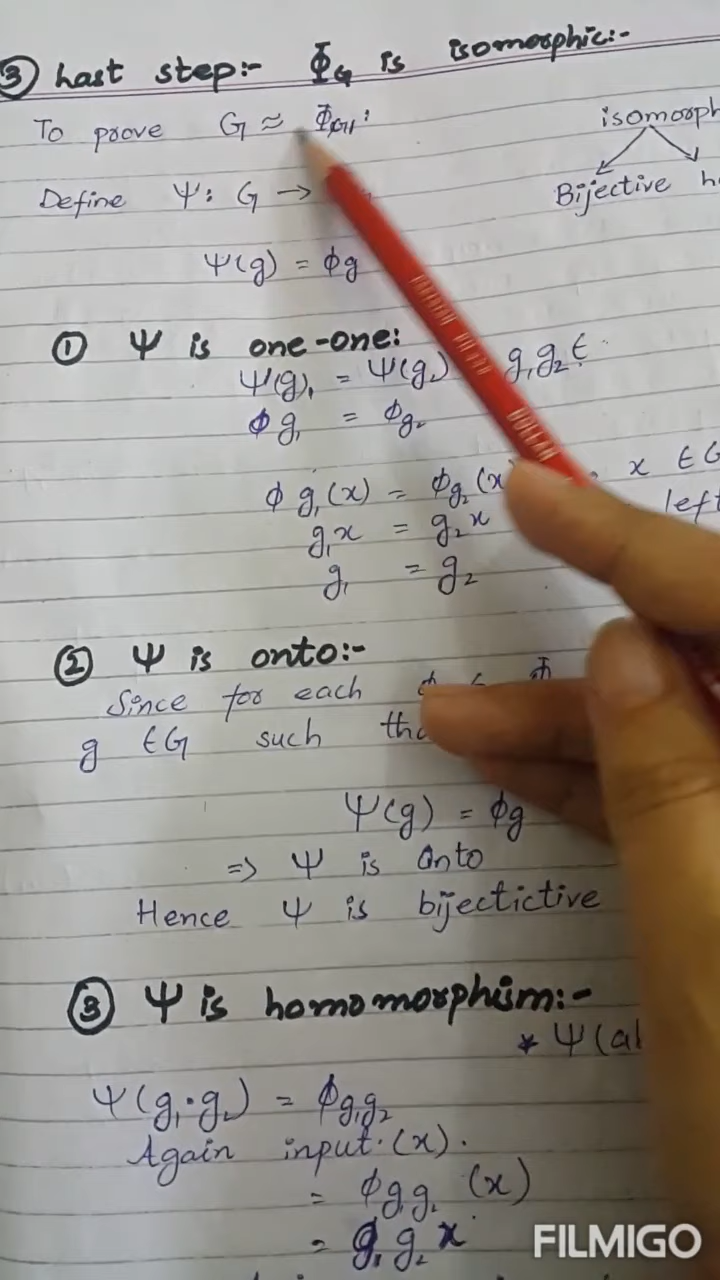 ③ Last step:- Φ_G is isomorphic:-
To prove G ≈ Φ_G:
isomorph
Define Ψ: G →
Bijective h
Ψ(g) = ϕg
① Ψ is one-one:
Ψ(g)₁ = Ψ(g₂) g₁g₂ ∈
ϕg₁ = ϕg₂
ϕg₁(x) = ϕg₂(x) x ∈ G
left
g₁x = g₂x
g₁ = g₂
② Ψ is onto:-
Since for each
g ∈ G such
Ψ(g) = ϕg
=> Ψ is Onto
Hence Ψ is bijectictive
③ Ψ is homomorphism:-
* Ψ(a
Ψ(g₁·g₂) = ϕg₁g₂
Again input·(x).
= ϕg₁g₂ (x)
= g₁g₂x
FILMIGO